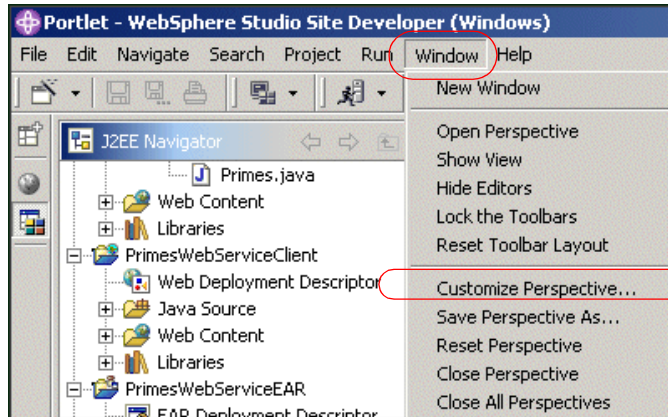 Portlet - WebSphere Studio Site Developer (Windows)
File Edit Navigate Search Project Run Window Help
J2EE Navigator
Primes.java
Web Content
Libraries
PrimesWebServiceClient
Web Deployment Descriptor
Java Source
Web Content
Libraries
PrimesWebServiceEAR
EAR Deployment Descriptor
New Window
Open Perspective
Show View
Hide Editors
Lock the Toolbars
Reset Toolbar Layout
Customize Perspective...
Save Perspective As...
Reset Perspective
Close Perspective
Close All Perspectives